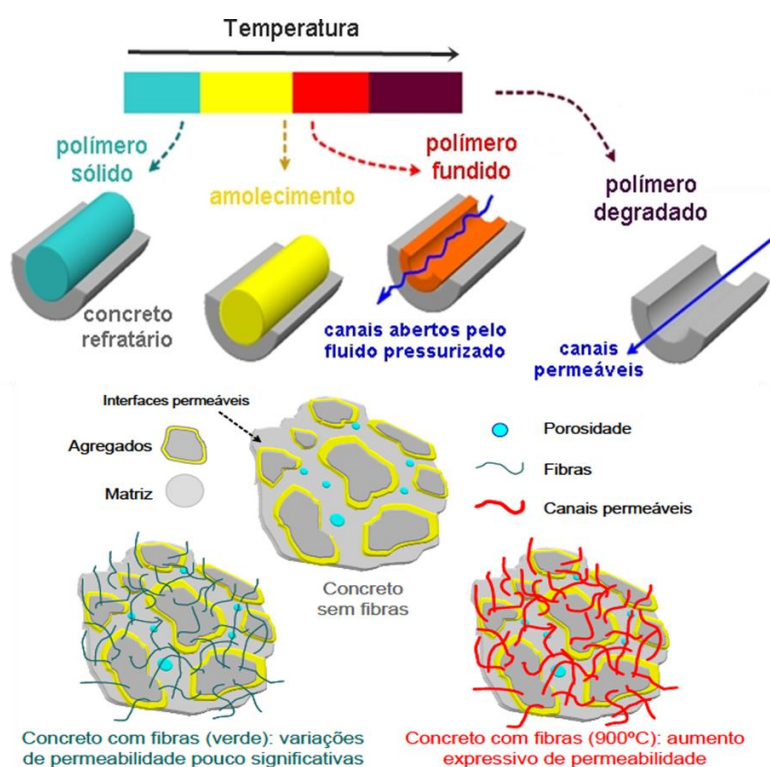 Temperatura
polímero
sólido
amolecimento
polímero
fundido
polímero
degradado
concreto
refratário
canais abertos pelo
fluido pressurizado
canais
permeáveis
Interfaces permeáveis
Agregados
Matriz
Porosidade
Fibras
Canais permeáveis
Concreto
sem fibras
Concreto com fibras (verde): variações
de permeabilidade pouco significativas
Concreto com fibras (900ºC): aumento
expressivo de permeabilidade